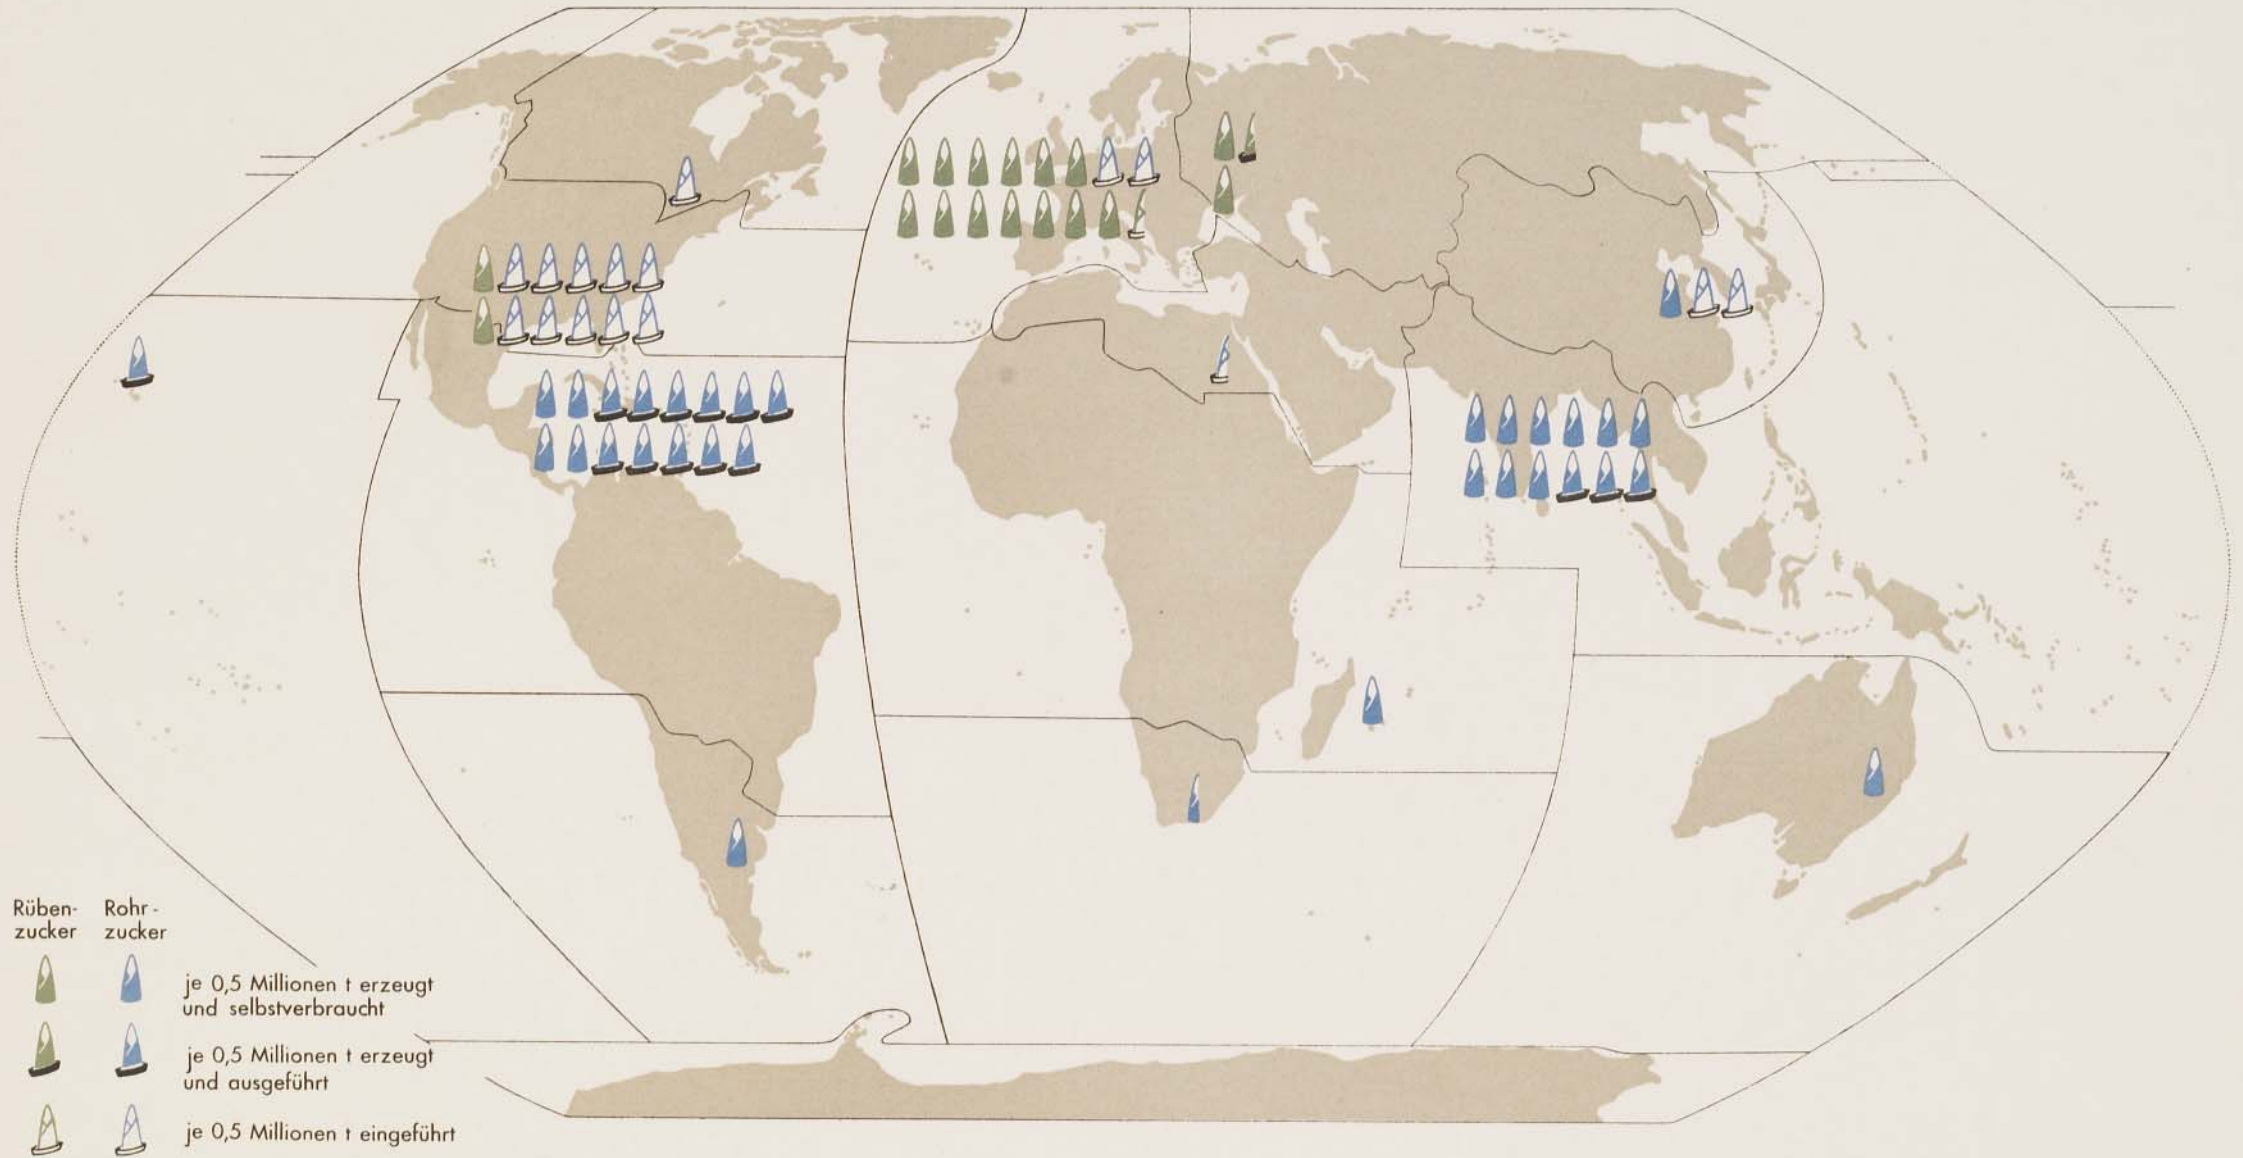 Rüben-
zucker
Rohr-
zucker
je 0,5 Millionen t erzeugt
und selbstverbraucht
je 0,5 Millionen t erzeugt
und ausgeführt
je 0,5 Millionen t eingeführt